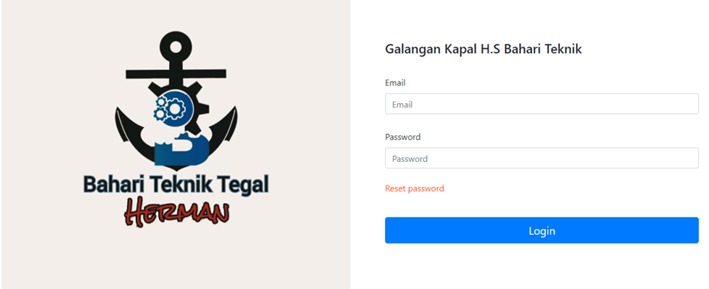 Bahari Teknik Tegal
HERMAN
Galangan Kapal H.S Bahari Teknik
Email
Email
Password
Password
Reset password
Login